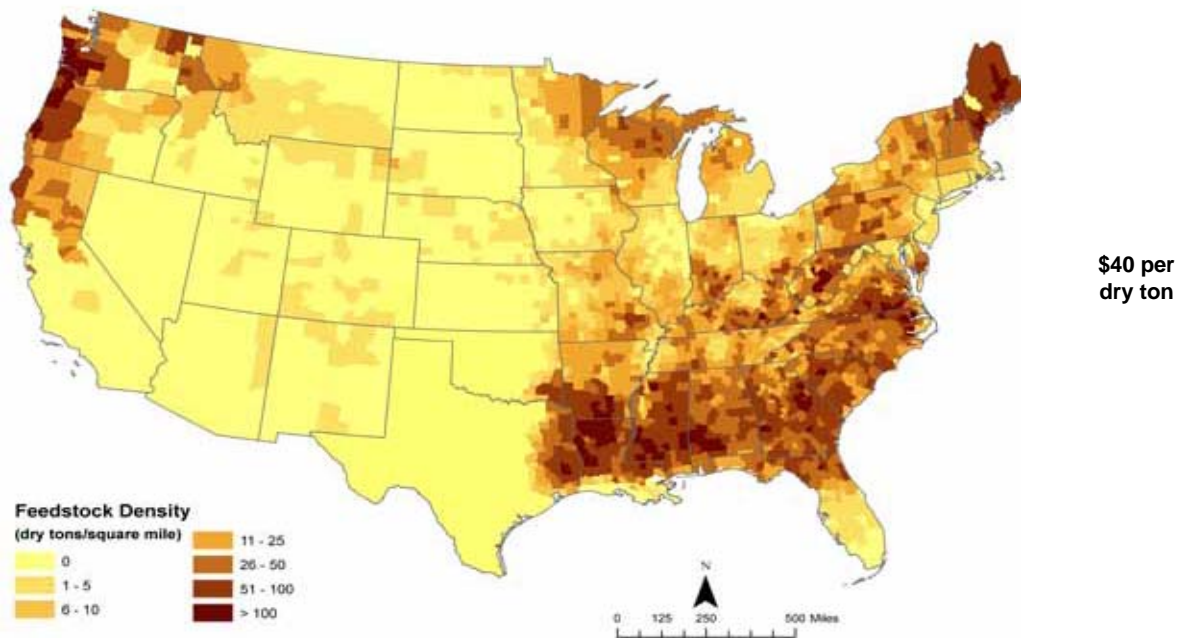 $40 per
dry ton
Feedstock Density
(dry tons/square mile)
0
1 - 5
6 - 10
11 - 25
26 - 50
51 - 100
> 100
N
0 125 250 500 Miles